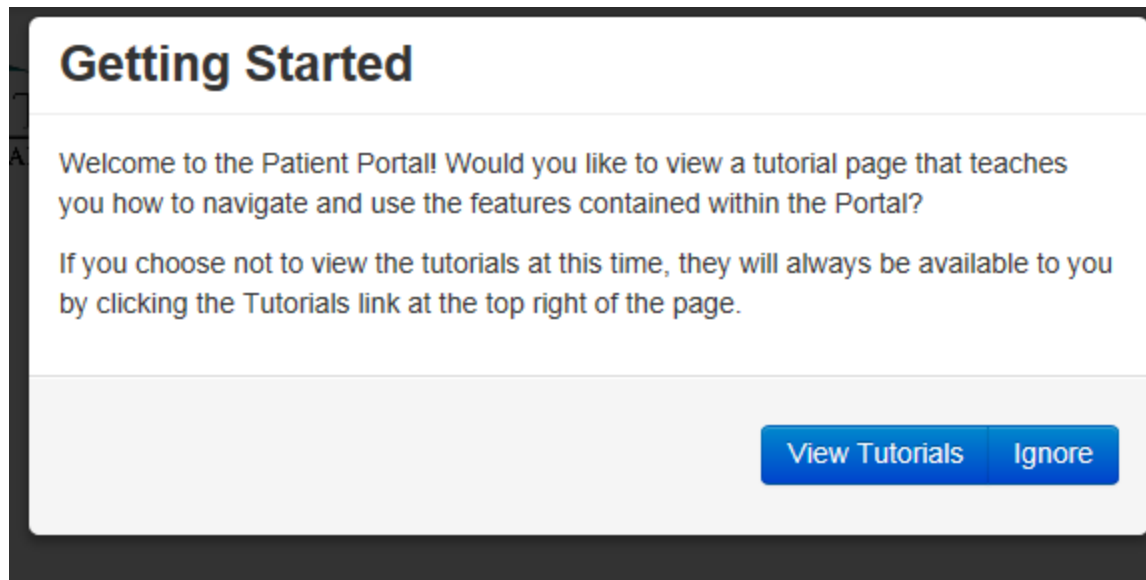 Getting Started
Welcome to the Patient Portal! Would you like to view a tutorial page that teaches
you how to navigate and use the features contained within the Portal?
If you choose not to view the tutorials at this time, they will always be available to you
by clicking the Tutorials link at the top right of the page.
View Tutorials Ignore